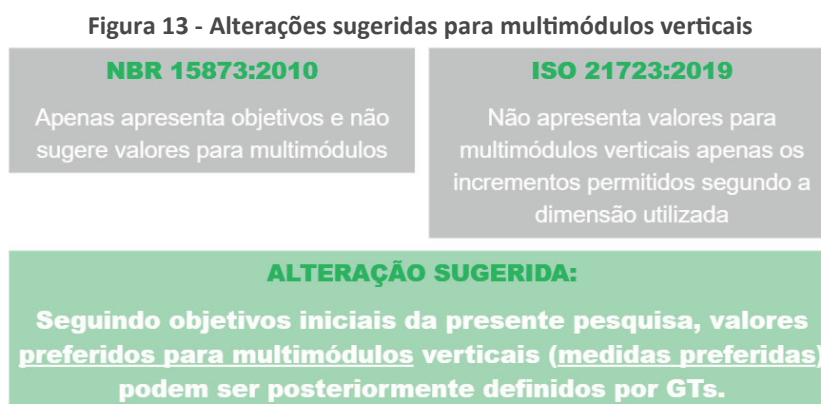 Figura 13 - Alterações sugeridas para multimódulos verticais
NBR 15873:2010
Apenas apresenta objetivos e não
sugere valores para multimódulos
ISO 21723:2019
Não apresenta valores para
multimódulos verticais apenas os
incrementos permitidos segundo a
dimensão utilizada
ALTERAÇÃO SUGERIDA:
Seguindo objetivos iniciais da presente pesquisa, valores
preferidos para multimódulos verticais (medidas preferidas)
podem ser posteriormente definidos por GTs.